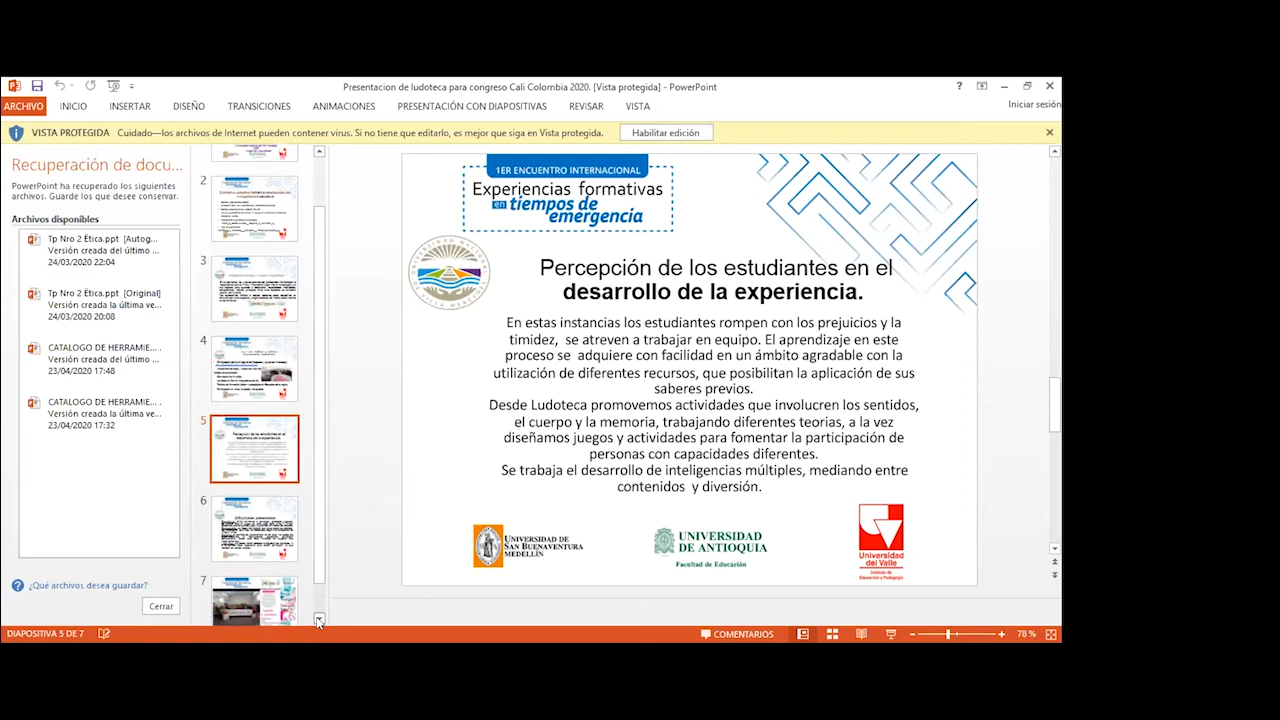 Presentacion de ludoteca para congreso Cali Colombia 2020. [Vista protegida] - PowerPoint
Iniciar sesión
ARCHIVO INICIO INSERTAR DISEÑO TRANSICIONES ANIMACIONES PRESENTACIÓN CON DIAPOSITIVAS REVISAR VISTA
VISTA PROTEGIDA Cuidado—los archivos de Internet pueden contener virus. Si no tiene que editarlo, es mejor que siga en Vista protegida. Habilitar edición
Recuperación de docu...
PowerPoint ha recuperado los siguientes
archivos. Guarde los que desee conservar.
Archivos disponibles
Tp Nro 2 Ética.ppt [Autog...
Versión creada del último ...
24/03/2020 22:04
Tp Nro 2 Ética.ppt [Original]
Versión creada la última ve...
24/03/2020 20:08
CATALOGO DE HERRAMIE...
Versión creada del último ...
23/04/2020 17:48
CATALOGO DE HERRAMIE...
Versión creada la última ve...
23/04/2020 17:32
¿Qué archivos desea guardar?
Cerrar
2
3
4
5
6
7
1ER ENCUENTRO INTERNACIONAL
Experiencias formativas
en tiempos de
emergencia
Percepción de los estudiantes en el
desarrollo de la experiencia.
En estas instancias los estudiantes rompen con los prejuicios y la
timidez, se atreven a trabajar en equipo. El aprendizaje en este
proceso se adquiere con facilidad en un ámbito agradable con la
utilización de diferentes recursos, que posibilitan la aplicación de sus
saberes previos.
Desde Ludoteca promovemos actividades que involucren los sentidos,
el cuerpo y la memoria, trabajando diferentes teorías, a la vez
diseñamos juegos y actividades para fomentar la participación de
personas con capacidades diferentes.
Se trabaja el desarrollo de inteligencias múltiples, mediando entre
contenidos y diversión.
UNIVERSIDAD DE
SAN BUENAVENTURA
MEDELLÍN
UNIVERSIDAD
DE ANTIOQUIA
Facultad de Educación
Universidad
del Valle
Instituto de
Educación y Pedagogía
DIAPOSITIVA 5 DE 7
COMENTARIOS
78 %